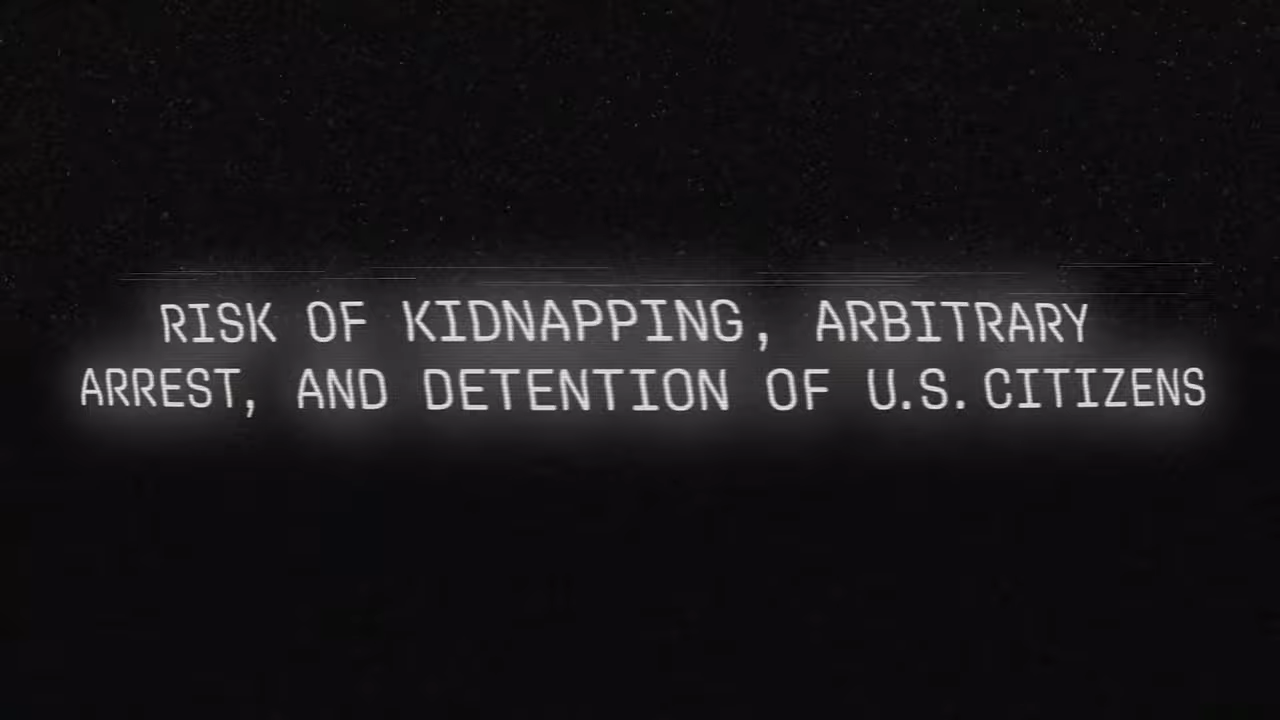 RISK OF KIDNAPPING, ARBITRARY
ARREST, AND DETENTION OF U.S. CITIZENS